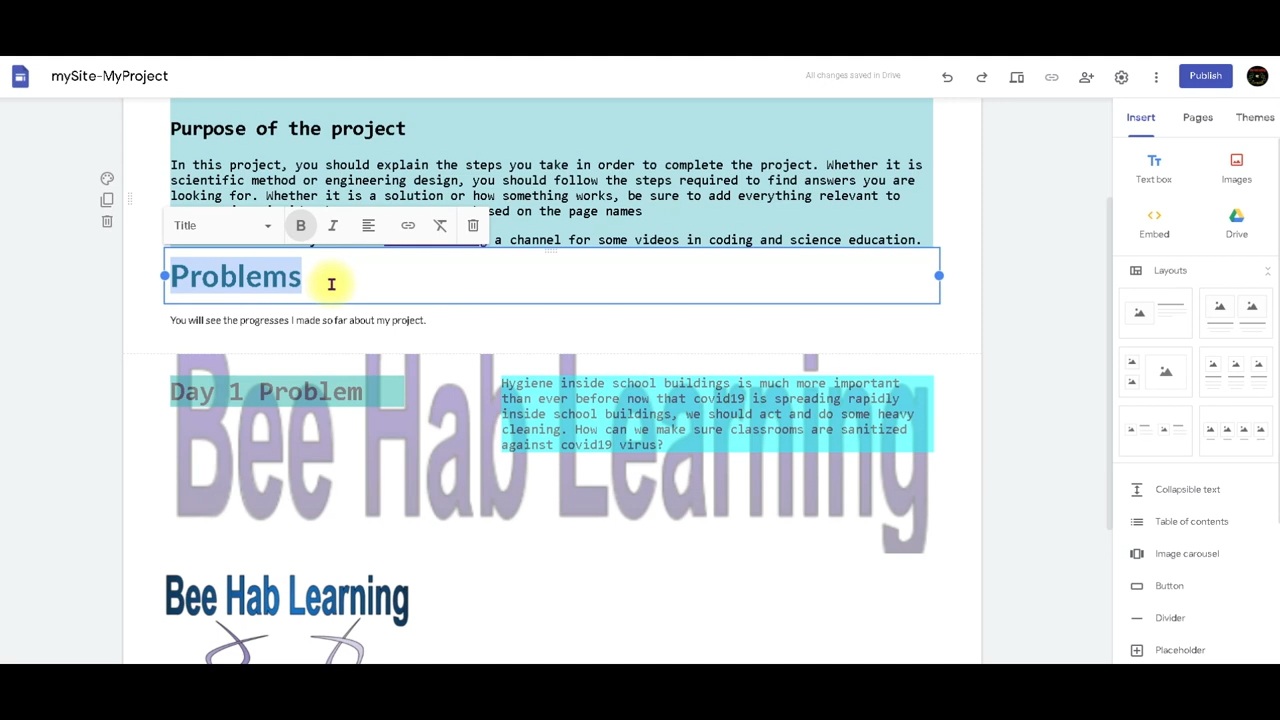 mySite-MyProject
All changes saved in Drive
Publish
Insert
Pages
Themes
Purpose of the project
In this project, you should explain the steps you take in order to complete the project. Whether it is
scientific method or engineering design, you should follow the steps required to find answers you are
looking for. Whether it is a solution or how something works, be sure to add everything relevant to
sed on the page names
a channel for some videos in coding and science education.
Title
B
I
Problems
You will see the progresses I made so far about my project.
Day 1 Problem
Hygiene inside school buildings is much more important
than ever before now that covid19 is spreading rapidly
inside school buildings, we should act and do some heavy
cleaning. How can we make sure classrooms are sanitized
against covid19 virus?
Bee Hab Learning
Bee Hab Learning
Text box
Images
Embed
Drive
Layouts
Collapsible text
Table of contents
Image carousel
Button
Divider
Placeholder